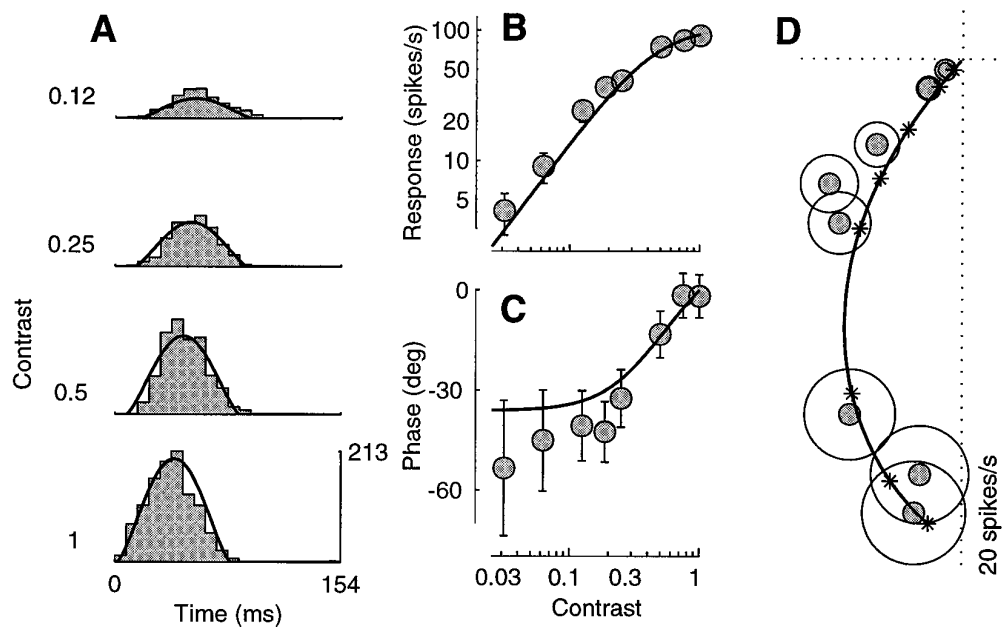 A
Contrast
0.12
0.25
0.5
1
213
0
154
Time (ms)
B
Response (spikes/s)
100
50
20
10
5
C
Phase (deg)
0
-30
-60
0.03
0.1
0.3
1
Contrast
D
20 spikes/s